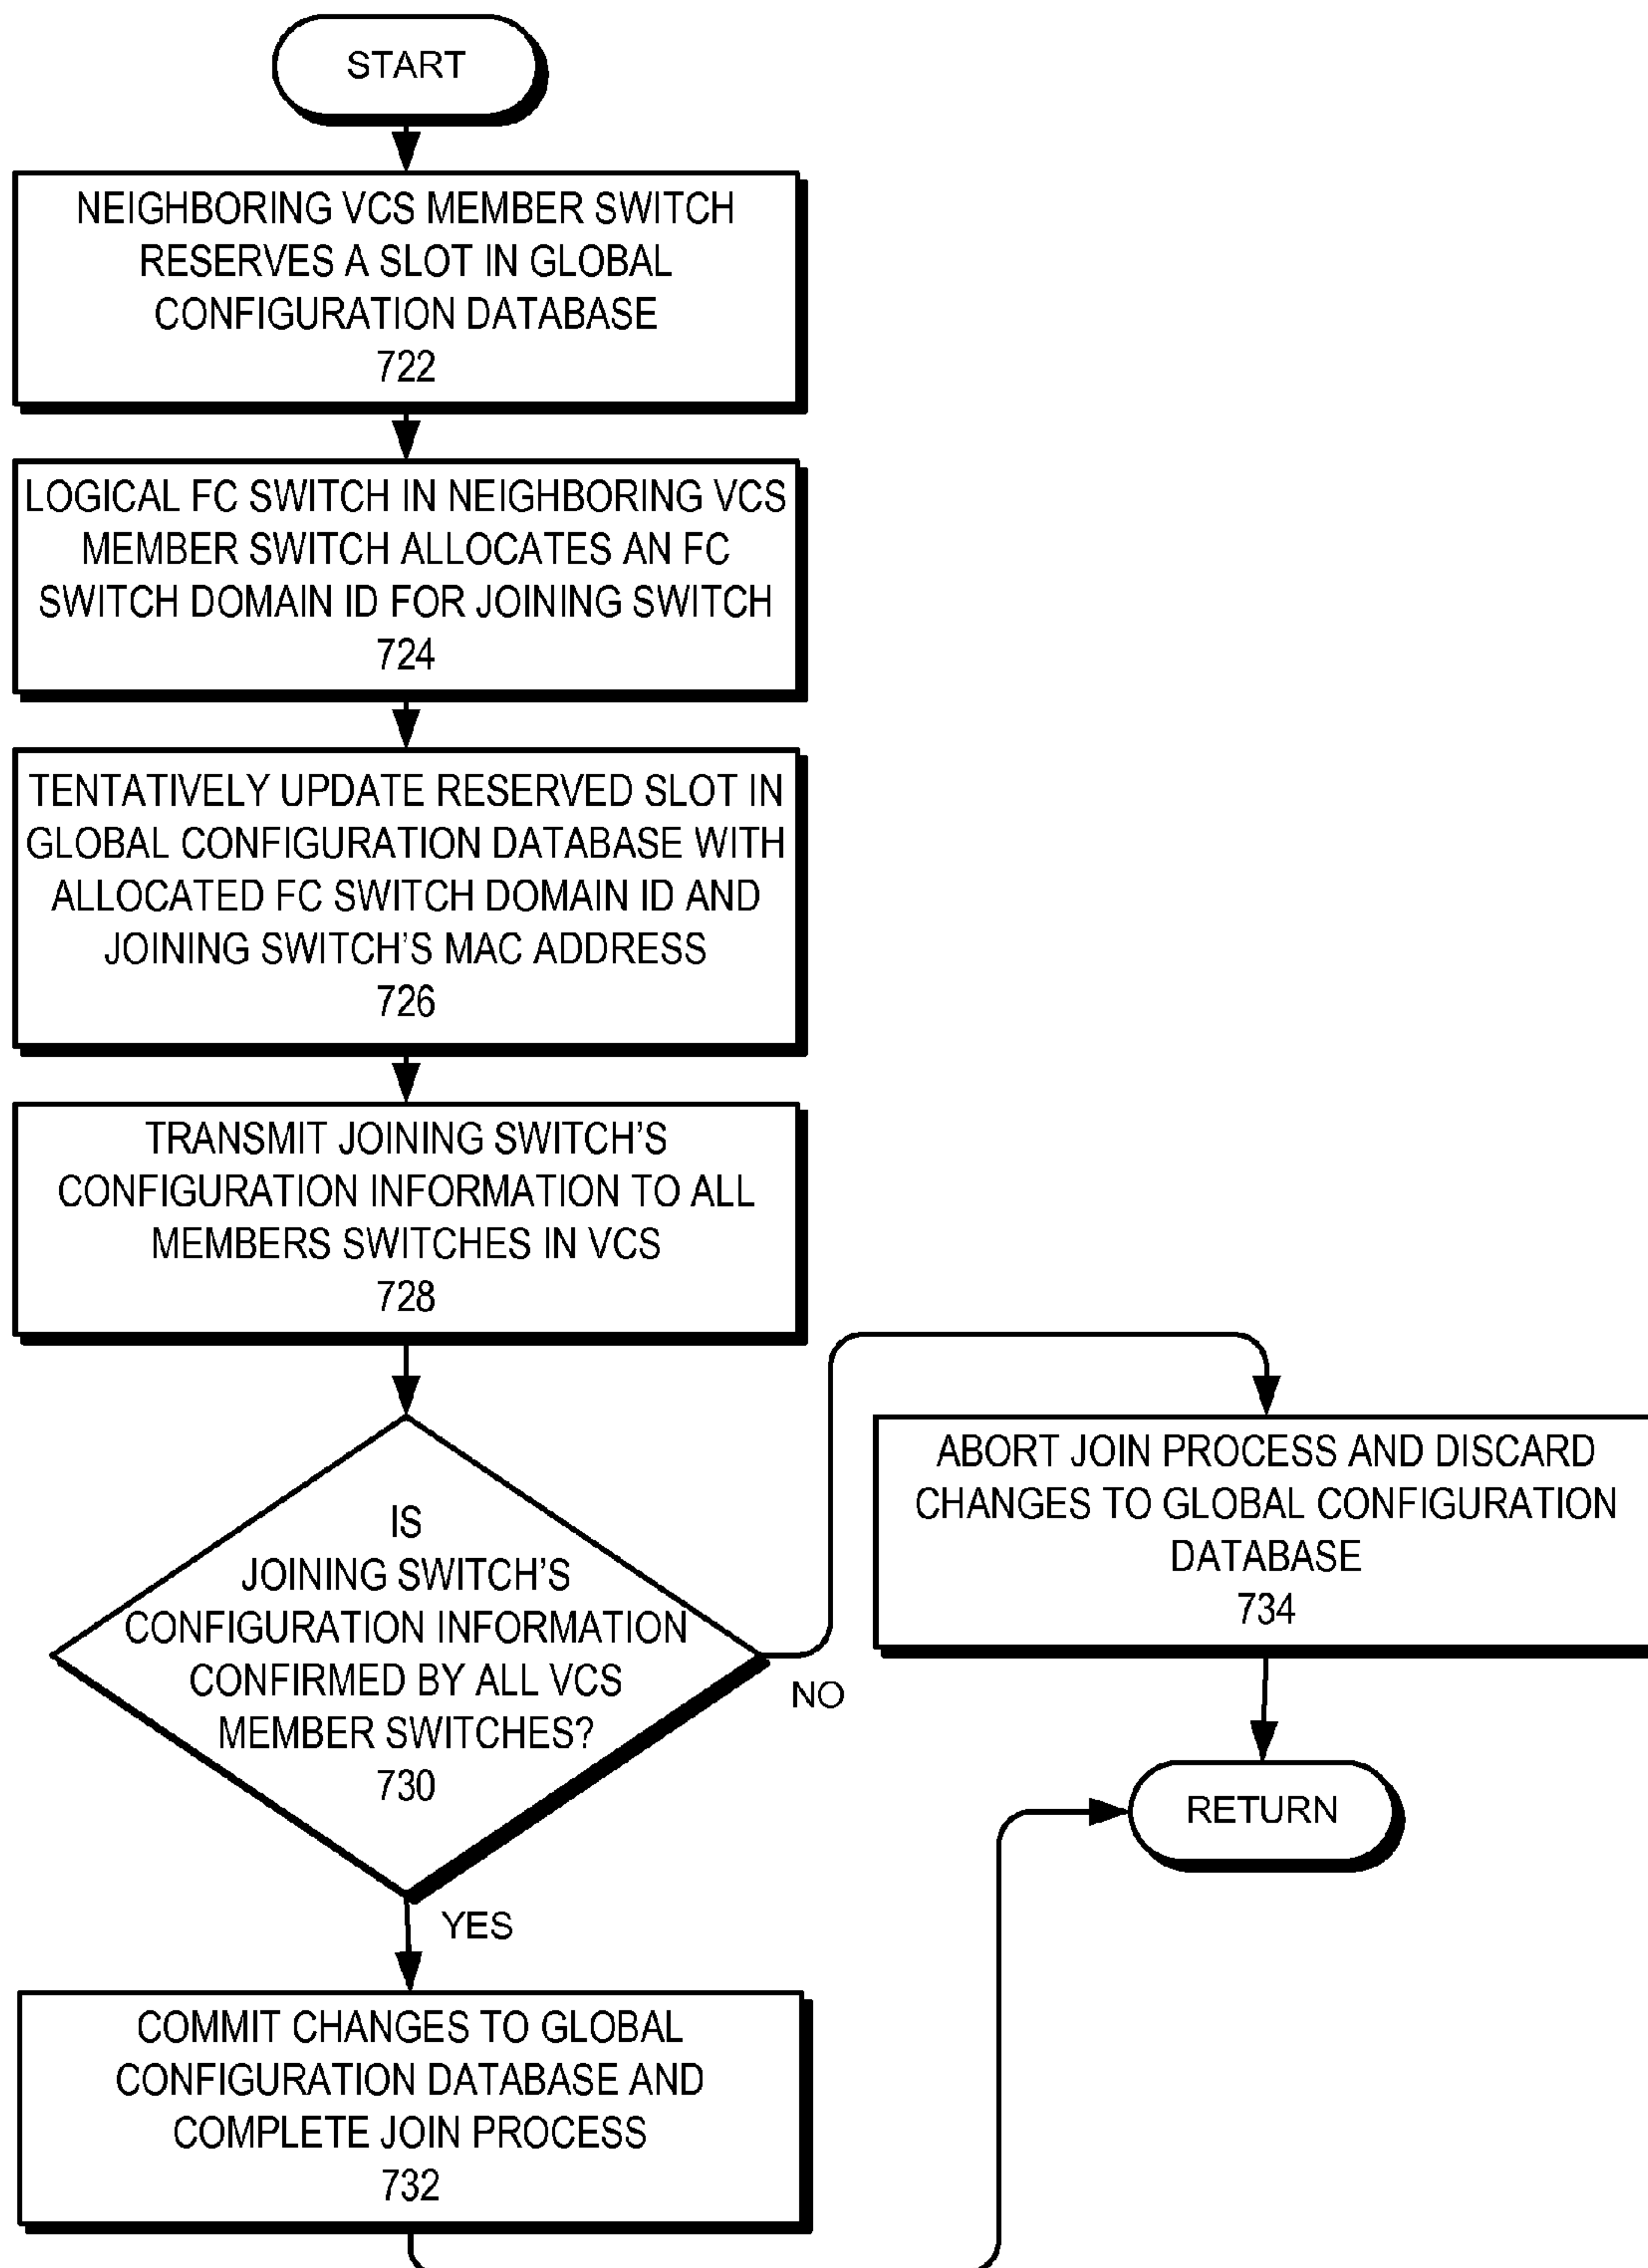 START
NEIGHBORING VCS MEMBER SWITCH
RESERVES A SLOT IN GLOBAL
CONFIGURATION DATABASE
722
LOGICAL FC SWITCH IN NEIGHBORING VCS
MEMBER SWITCH ALLOCATES AN FC
SWITCH DOMAIN ID FOR JOINING SWITCH
724
TENTATIVELY UPDATE RESERVED SLOT IN
GLOBAL CONFIGURATION DATABASE WITH
ALLOCATED FC SWITCH DOMAIN ID AND
JOINING SWITCH'S MAC ADDRESS
726
TRANSMIT JOINING SWITCH'S
CONFIGURATION INFORMATION TO ALL
MEMBERS SWITCHES IN VCS
728
IS
JOINING SWITCH'S
CONFIGURATION INFORMATION
CONFIRMED BY ALL VCS
MEMBER SWITCHES?
730
NO
ABORT JOIN PROCESS AND DISCARD
CHANGES TO GLOBAL CONFIGURATION
DATABASE
734
RETURN
YES
COMMIT CHANGES TO GLOBAL
CONFIGURATION DATABASE AND
COMPLETE JOIN PROCESS
732